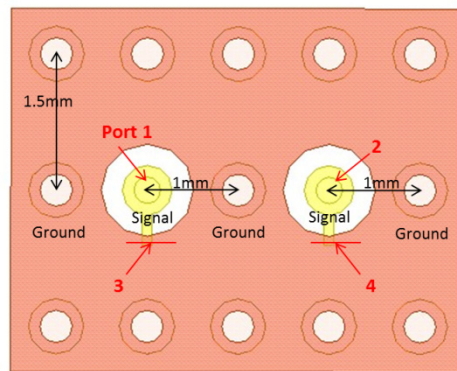 1.5mm
Port 1
2
1mm
1mm
Signal
Signal
Ground
Ground
Ground
3
4